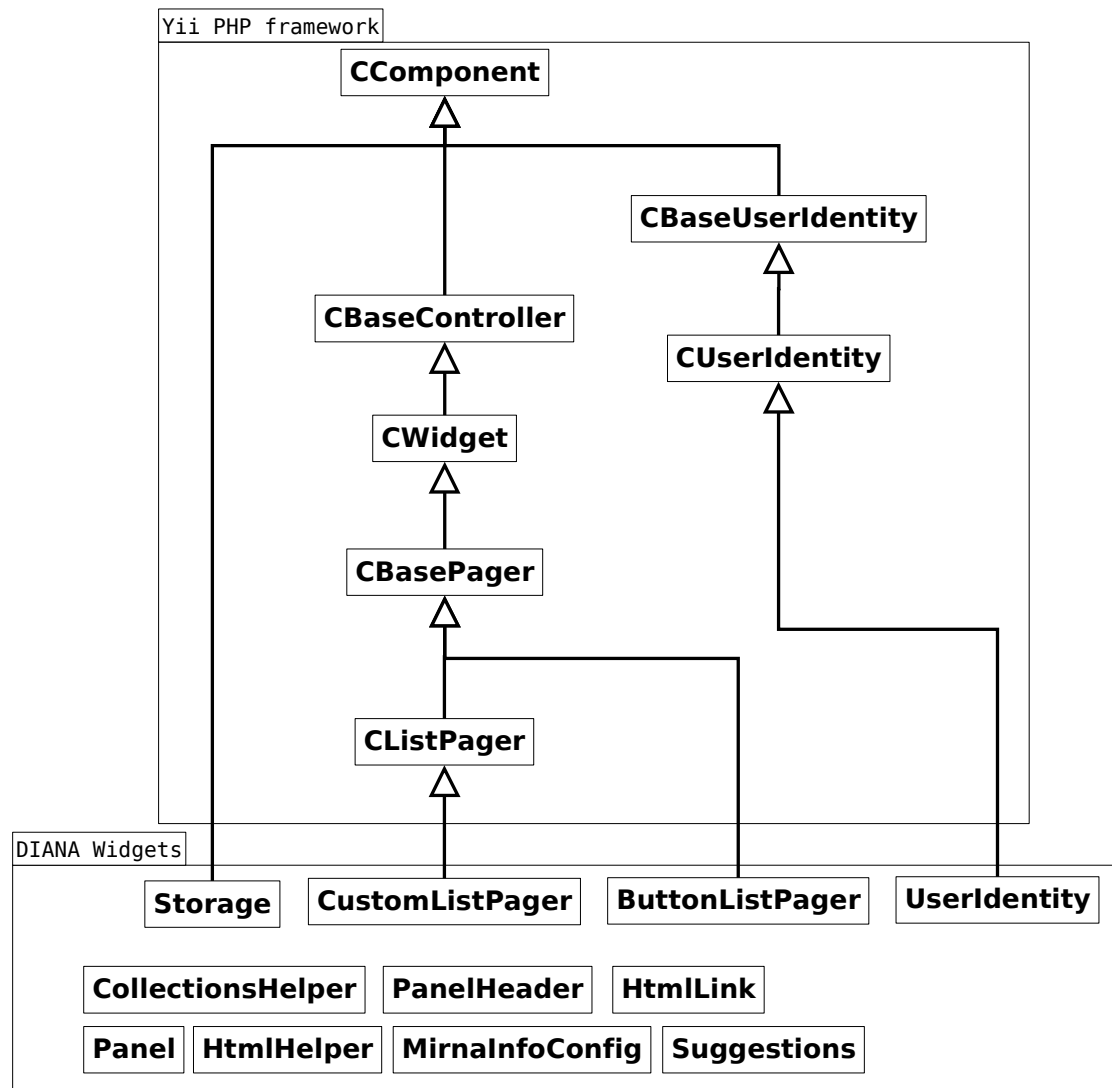 Yii PHP framework
CComponent
CBaseUserIdentity
CBaseController
CUserIdentity
CWidget
CBasePager
CListPager
DIANA Widgets
Storage
CustomListPager
ButtonListPager
UserIdentity
CollectionsHelper
PanelHeader
HtmlLink
Panel
HtmlHelper
MirnaInfoConfig
Suggestions